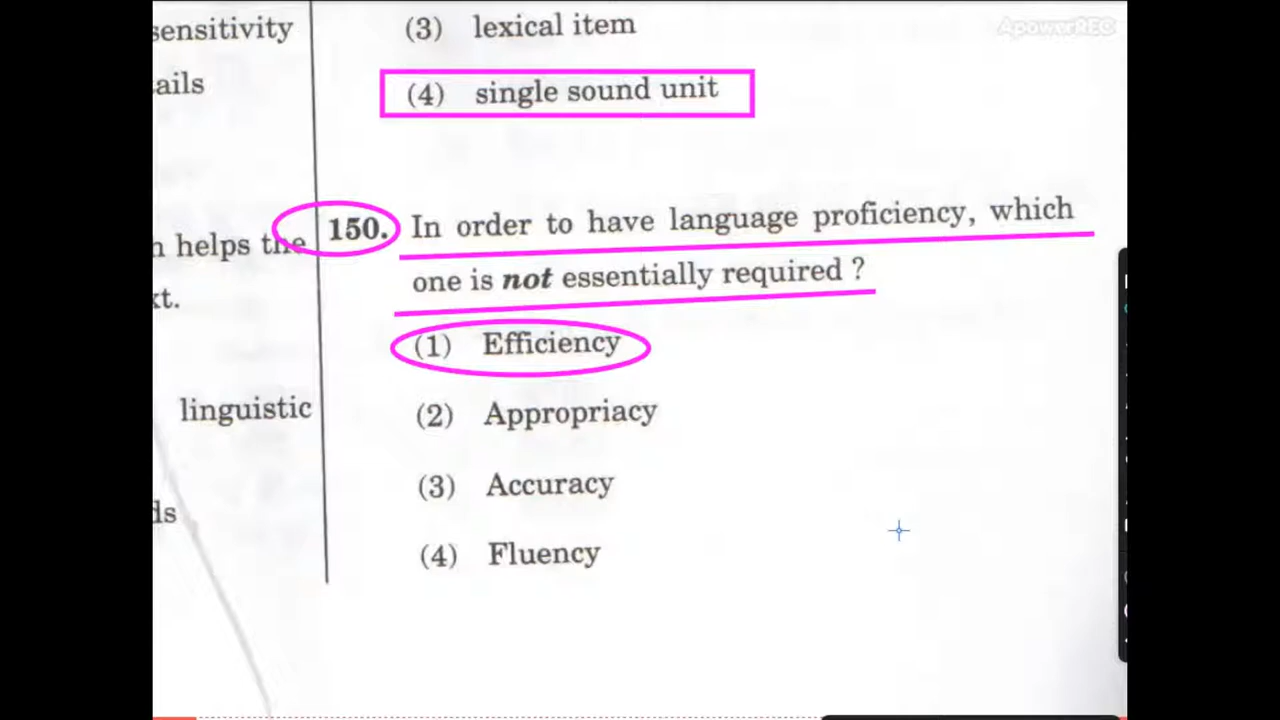 sensitivity
ails
helps the
xt.
linguistic
ds
(3) lexical item
(4) single sound unit
150. In order to have language proficiency, which
one is not essentially required ?
(1) Efficiency
(2) Appropriacy
(3) Accuracy
(4) Fluency
ApowerREC